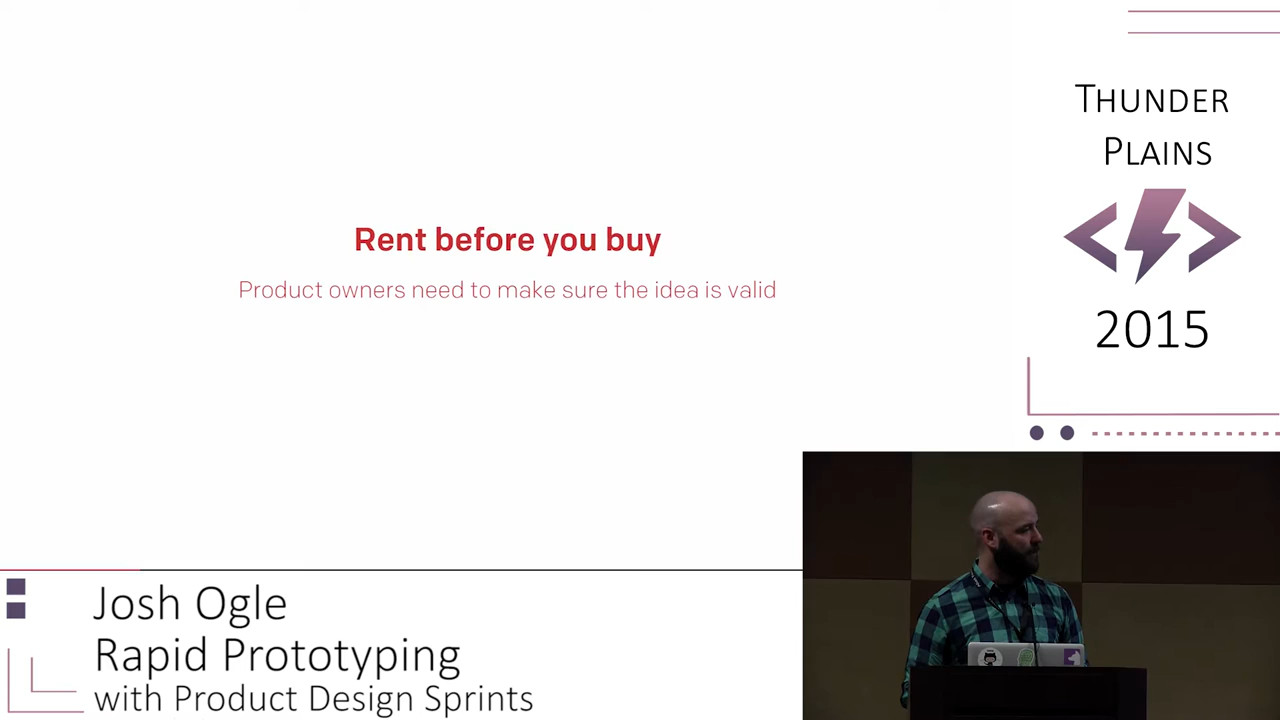 Rent before you buy
Product owners need to make sure the idea is valid
THUNDER
PLAINS
2015
Josh Ogle
Rapid Prototyping
with Product Design Sprints